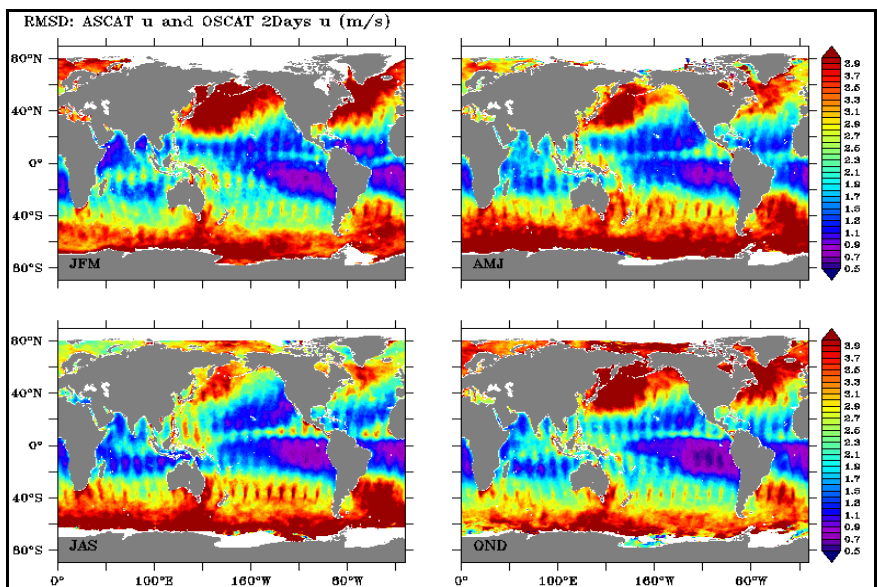 RMSD: ASCAT u and OSCAT 2Days u (m/s)
80°N
40°N
0°
40°S
80°S
JFM
AMJ
3.9
3.7
3.5
3.3
3.1
2.9
2.7
2.5
2.3
2.1
1.9
1.7
1.5
1.3
1.1
0.9
0.7
0.5
80°N
40°N
0°
40°S
80°S
JAS
OND
3.9
3.7
3.5
3.3
3.1
2.9
2.7
2.5
2.3
2.1
1.9
1.7
1.5
1.3
1.1
0.9
0.7
0.5
0°
100°E
160°W
80°W
0°
100°E
160°W
80°W